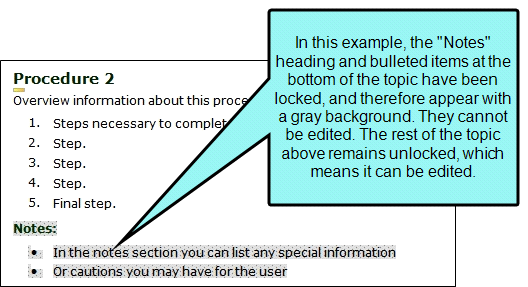 In this example, the "Notes"
heading and bulleted items at the
bottom of the topic have been
locked, and therefore appear with
a gray background. They cannot
be edited. The rest of the topic
above remains unlocked, which
means it can be edited.
Procedure 2
Overview information about this proce
1. Steps necessary to complet
2. Step.
3. Step.
4. Step.
5. Final step.
Notes:
• In the notes section you can list any special information
• Or cautions you may have for the user